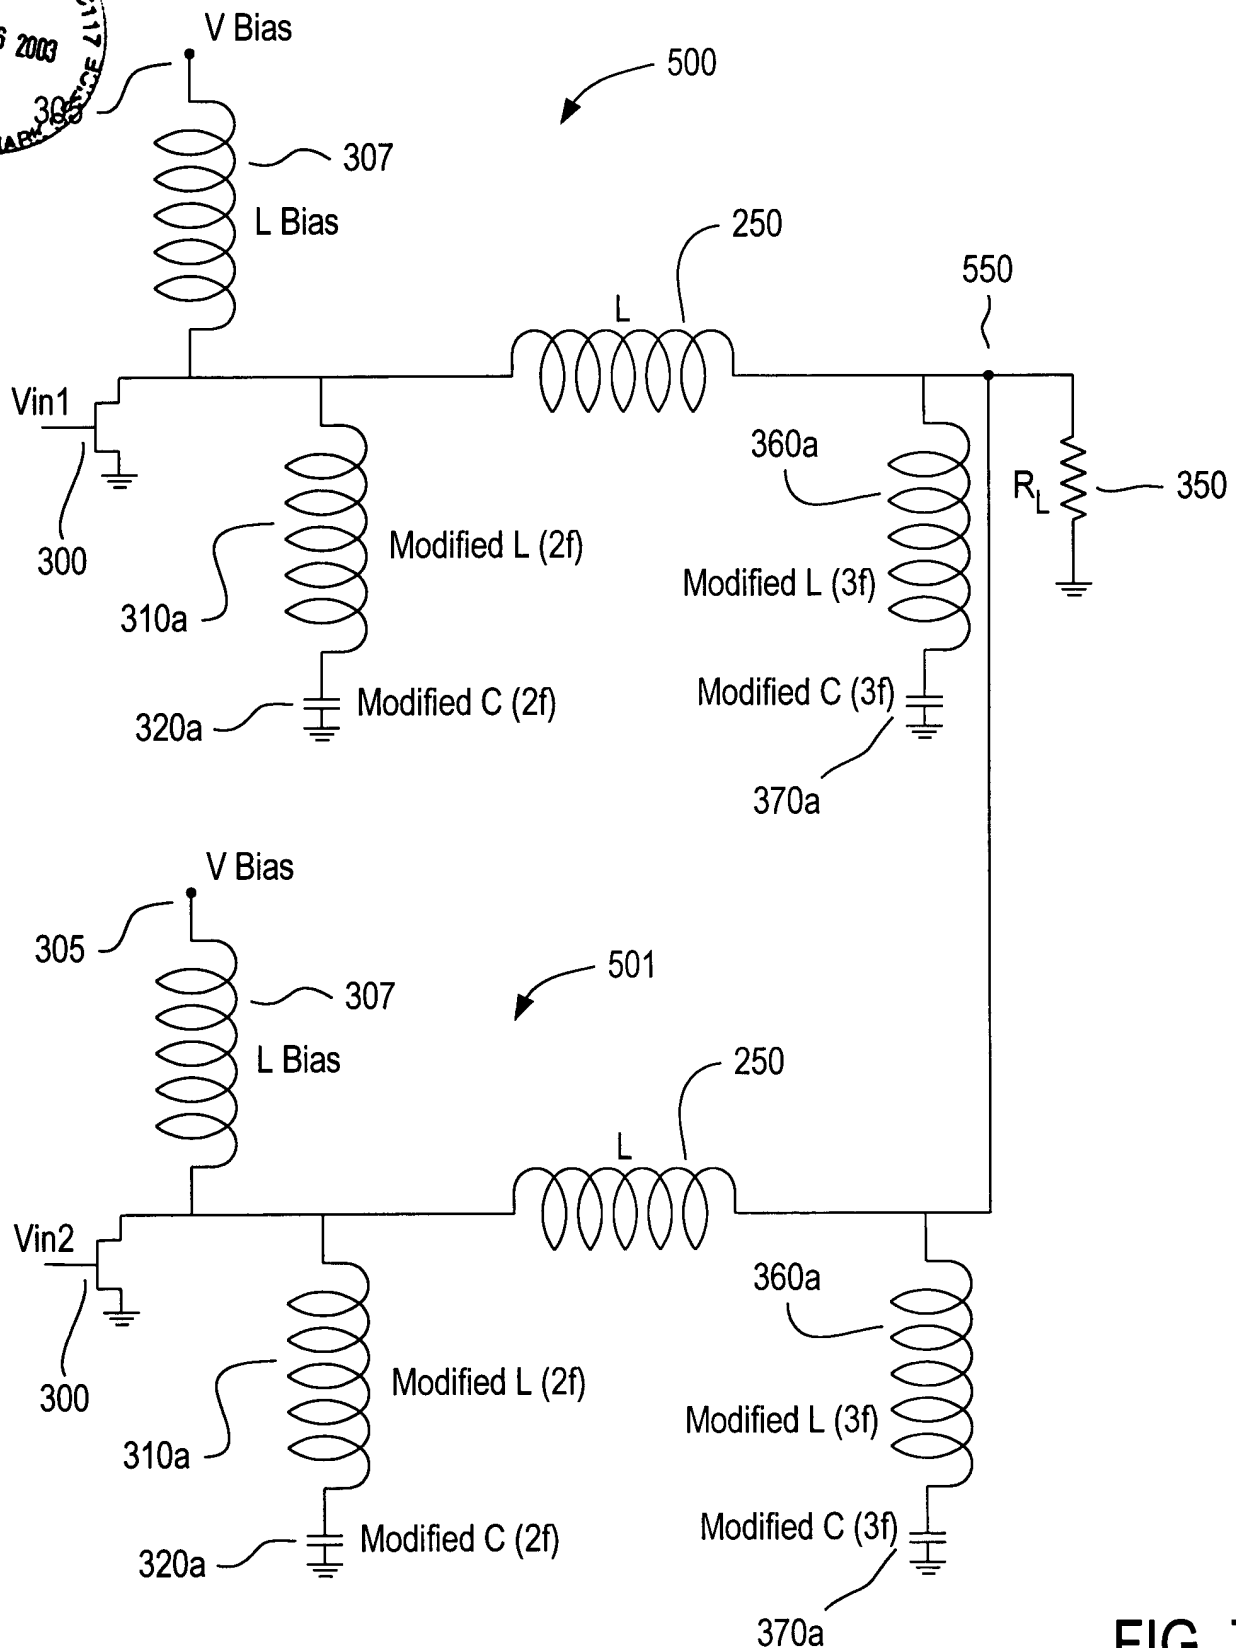 V Bias
6 2003
500
305
307
L Bias
250
550
L
Vin1
360a
R_L
350
300
Modified L (2f)
310a
Modified L (3f)
Modified C (2f)
Modified C (3f)
320a
370a
V Bias
305
501
307
L Bias
250
L
Vin2
360a
300
Modified L (2f)
310a
Modified L (3f)
Modified C (2f)
Modified C (3f)
320a
370a
FIG.